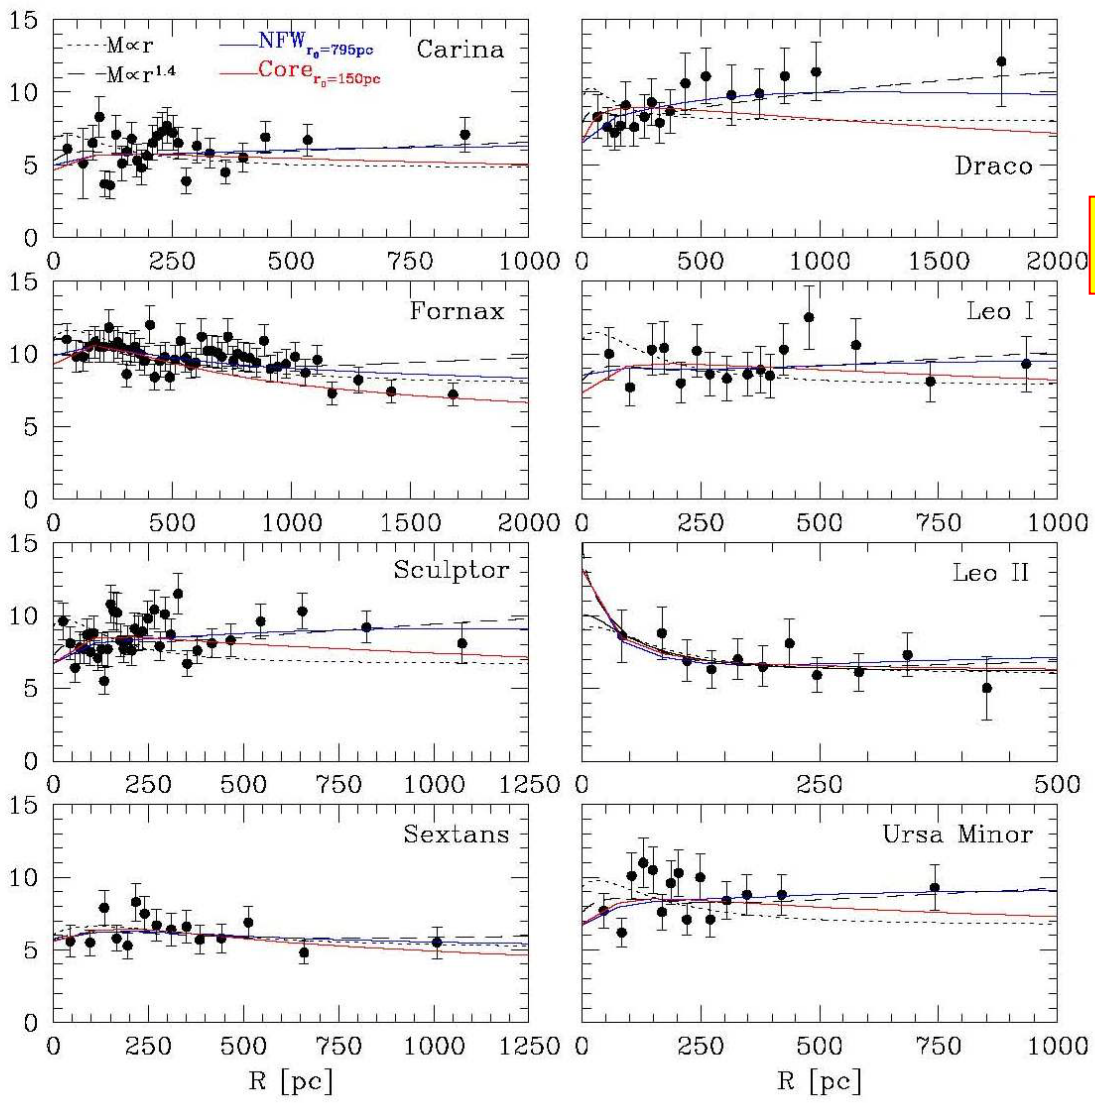 15
10
5
0
M∝r
M∝r^1.4
NFW r₀=795pc
Core r₀=150pc
Carina
0 250 500 750 1000
Draco
0 500 1000 1500 2000
15
10
5
0
Fornax
0 500 1000 1500 2000
Leo I
0 250 500 750 1000
15
10
5
0
Sculptor
0 250 500 750 1000 1250
Leo II
0 250 500
15
10
5
0
Sextans
0 250 500 750 1000 1250
R [pc]
Ursa Minor
0 250 500 750 1000
R [pc]